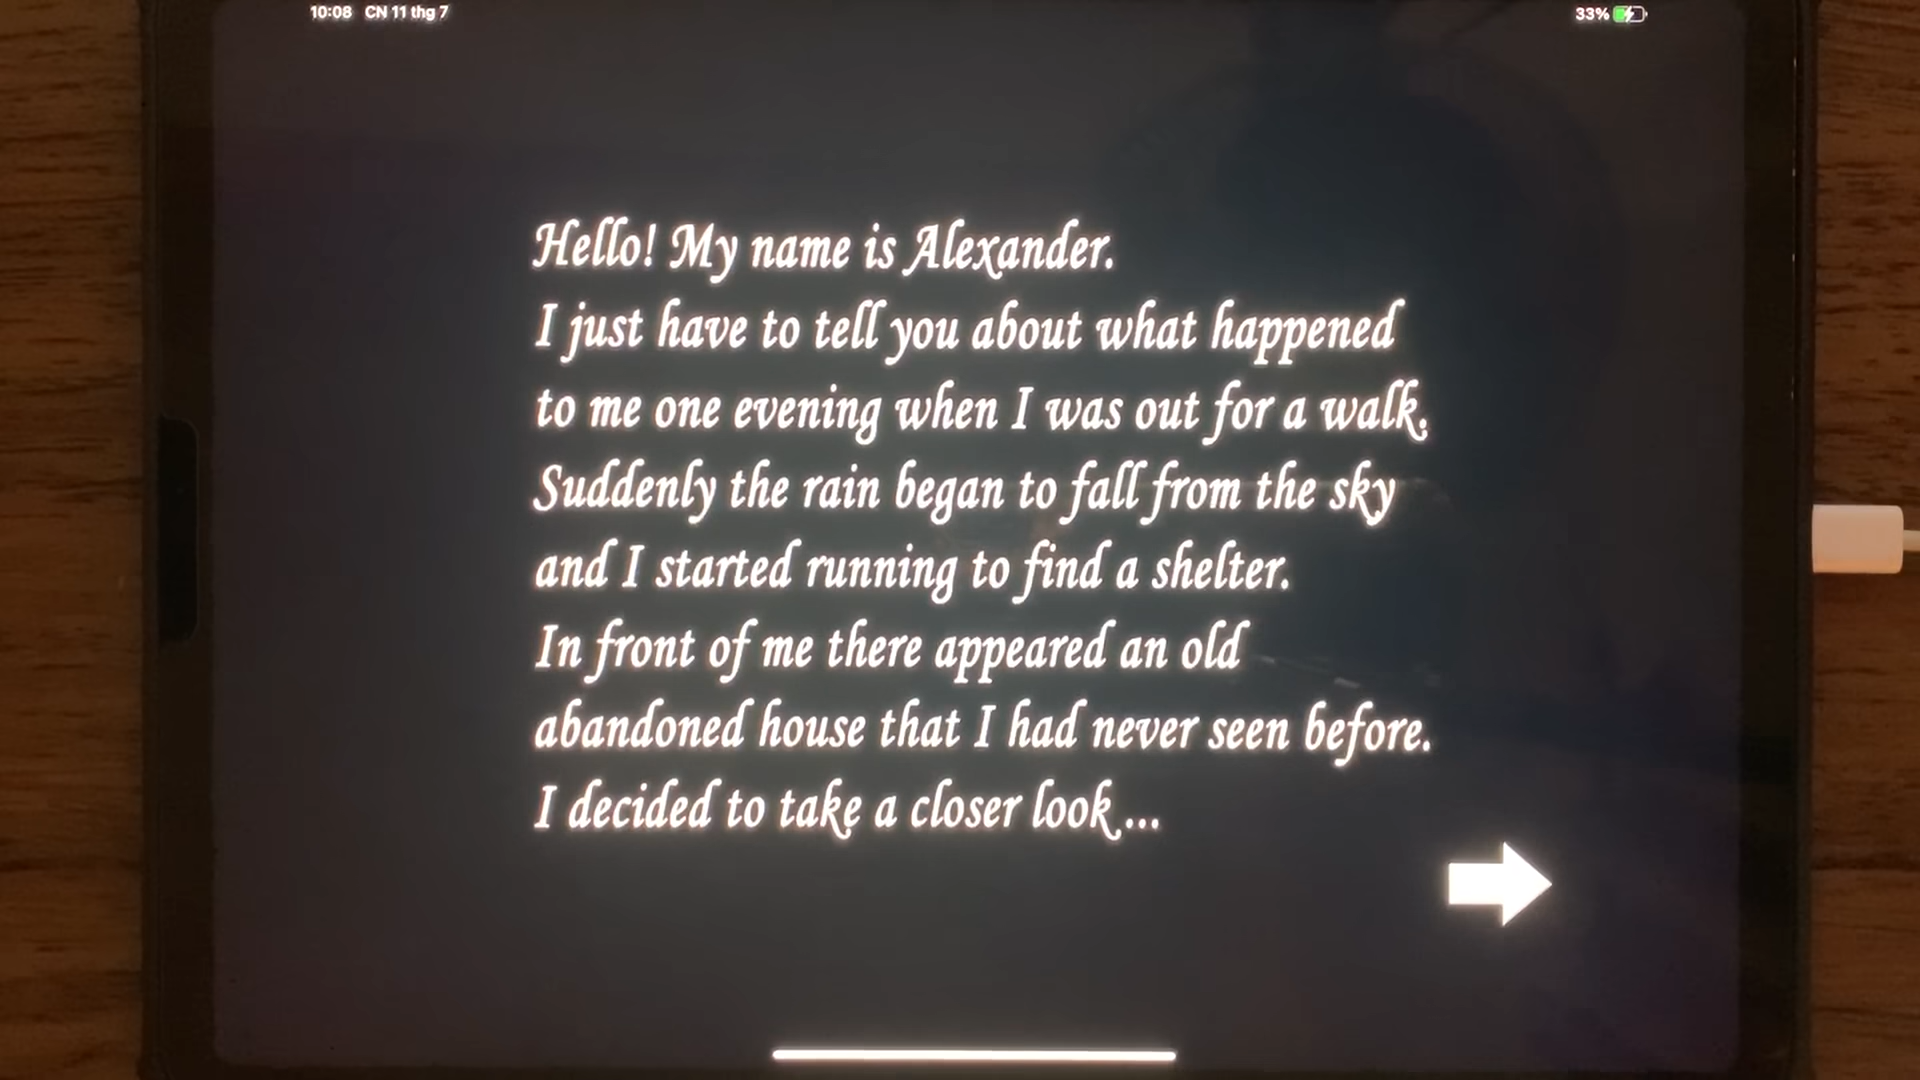 10:08 CN 11 thg 7
33%
Hello! My name is Alexander.
I just have to tell you about what happened
to me one evening when I was out for a walk.
Suddenly the rain began to fall from the sky
and I started running to find a shelter.
In front of me there appeared an old
abandoned house that I had never seen before.
I decided to take a closer look...